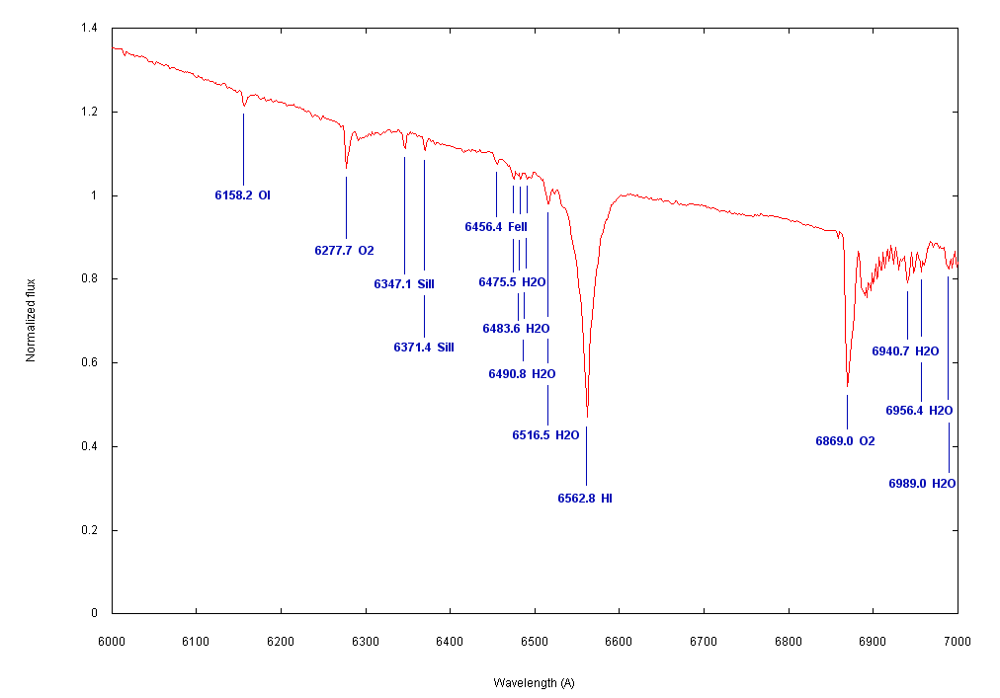 1.4
1.2
1
0.8
0.6
0.4
0.2
0
Normalized flux
6158.2 OI
6277.7 O2
6347.1 SiII
6371.4 SiII
6456.4 FeII
6475.5 H2O
6483.6 H2O
6490.8 H2O
6516.5 H2O
6562.8 HI
6869.0 O2
6940.7 H2O
6956.4 H2O
6989.0 H2O
6000 6100 6200 6300 6400 6500 6600 6700 6800 6900 7000
Wavelength (A)